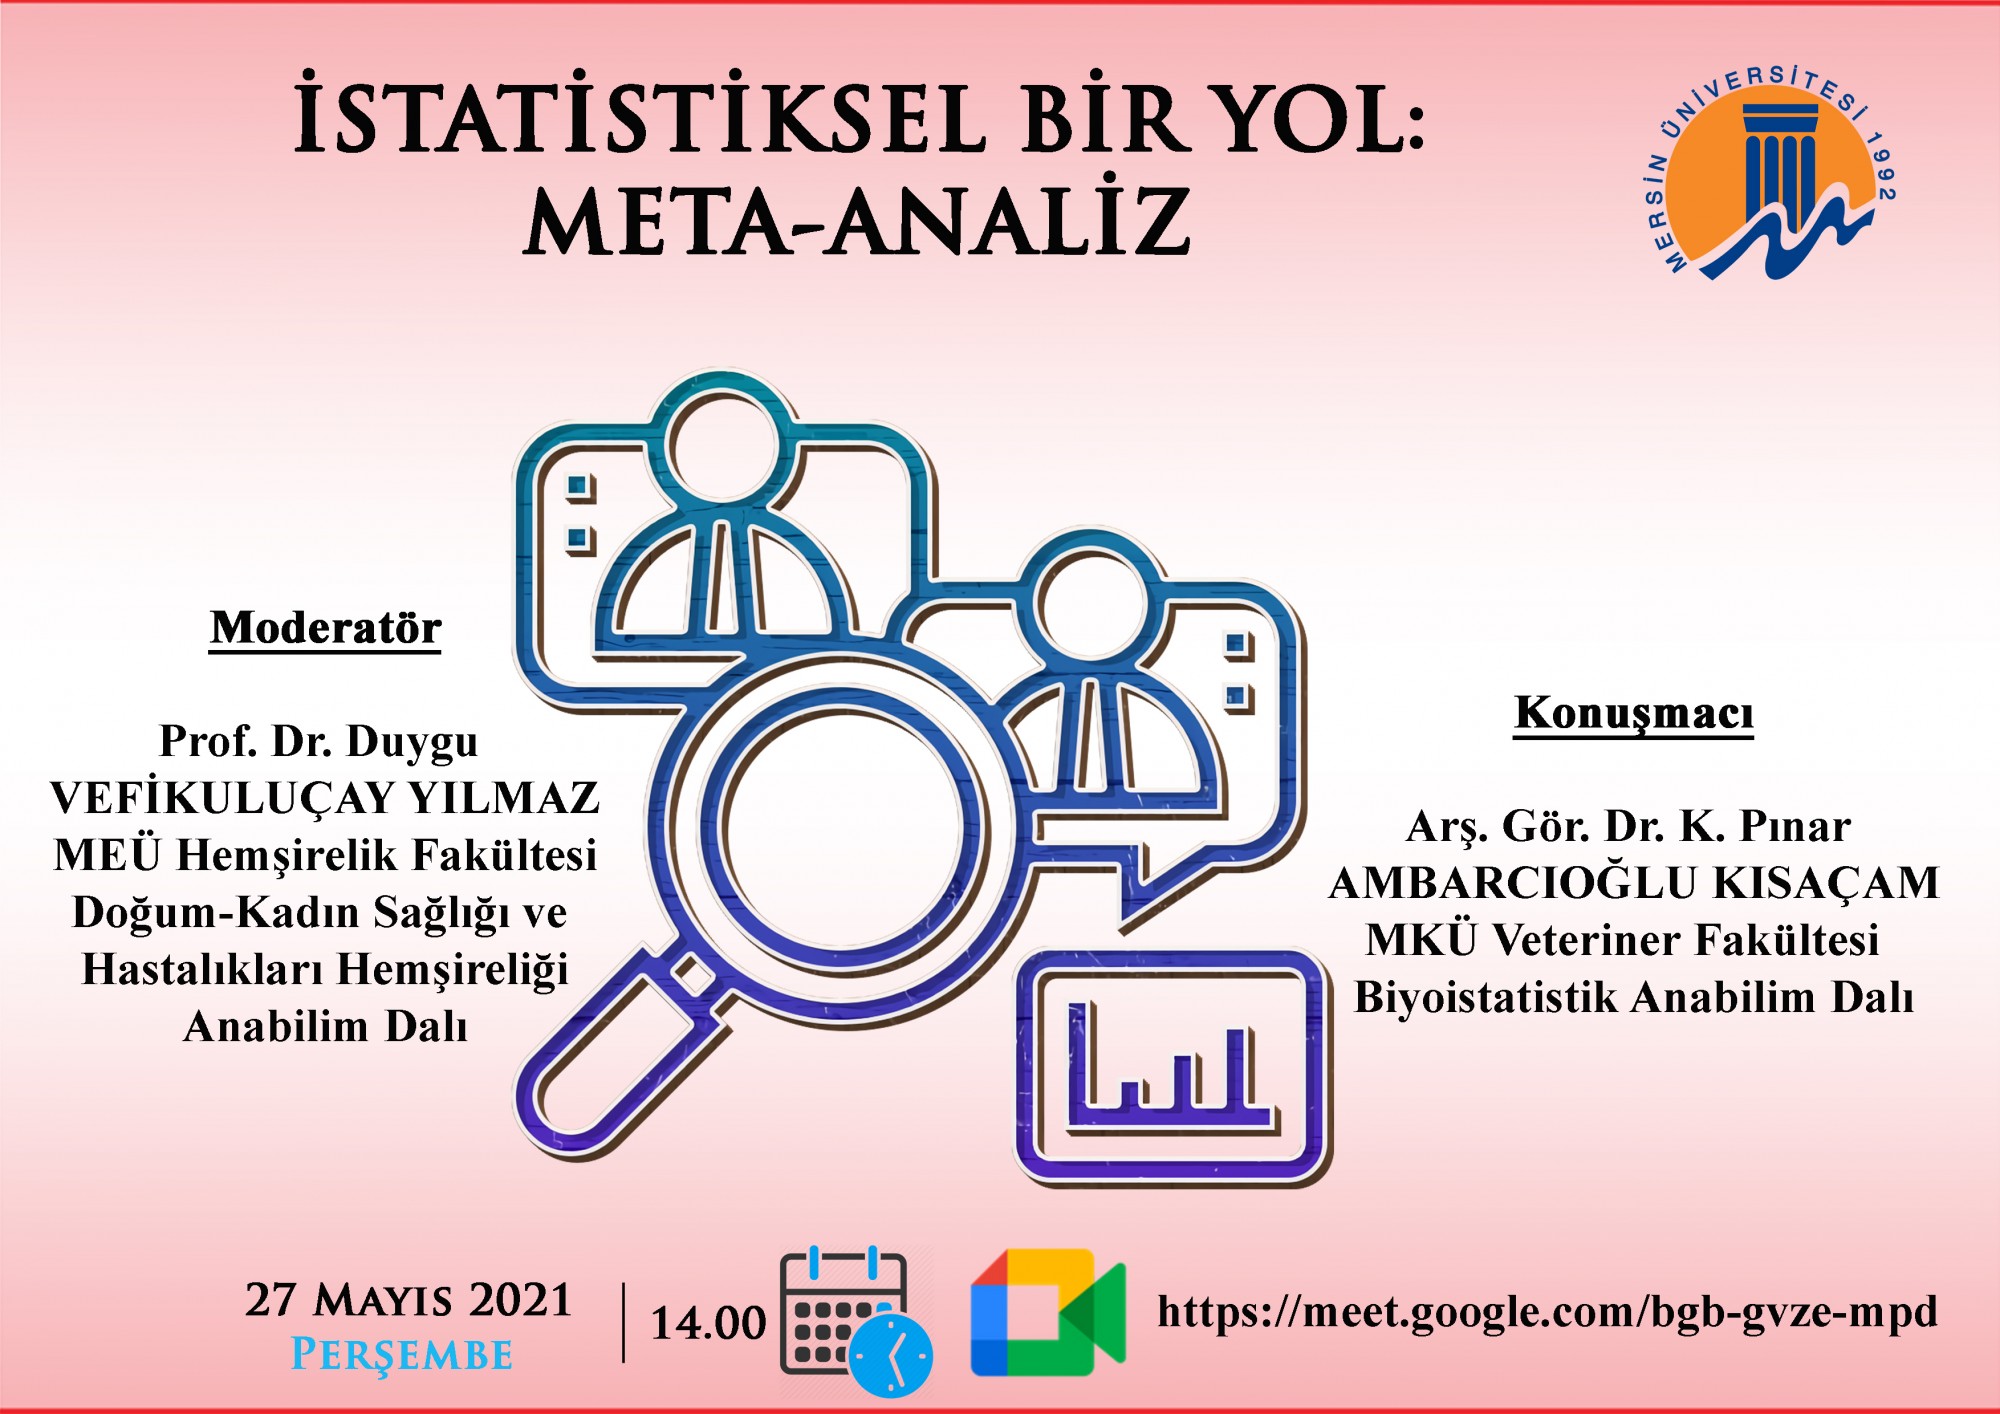 İSTATİSTİKSEL BİR YOL:
META-ANALİZ
MERSİN ÜNİVERSİTESİ 1992
Moderatör
Prof. Dr. Duygu
VEFİKULUÇAY YILMAZ
MEÜ Hemşirelik Fakültesi
Doğum-Kadın Sağlığı ve
Hastalıkları Hemşireliği
Anabilim Dalı
Konuşmacı
Arş. Gör. Dr. K. Pınar
AMBARCIOĞLU KISAÇAM
MKÜ Veteriner Fakültesi
Biyoistatistik Anabilim Dalı
27 MAYIS 2021
PERŞEMBE
14.00
https://meet.google.com/bgb-gvze-mpd